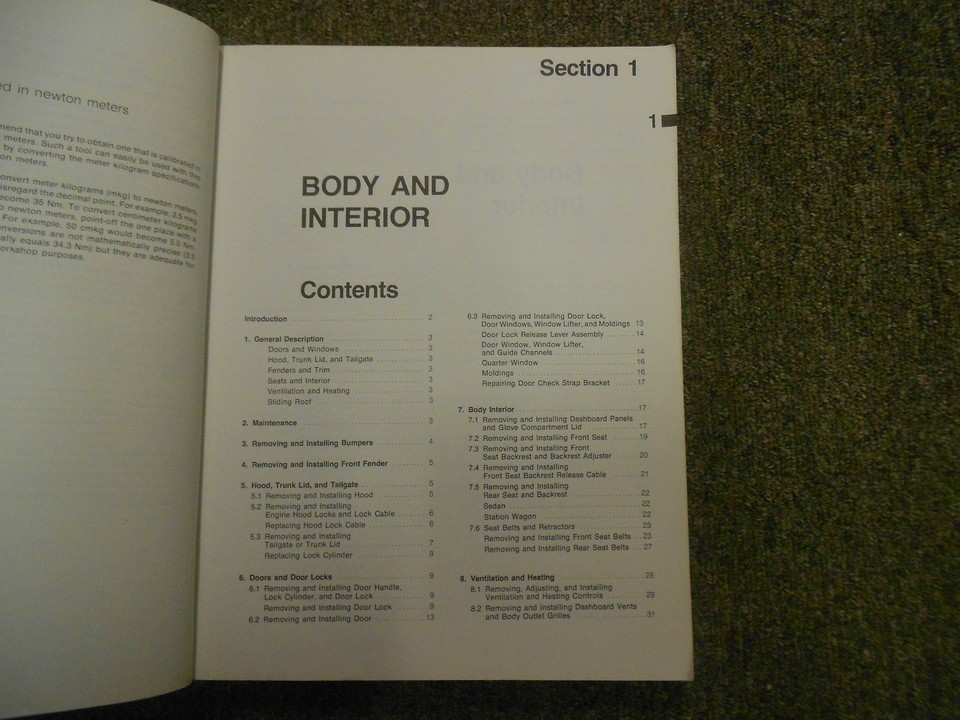 ed in newton meters
mend that you try to obtain one that is calibrated in
meters. Such a tool can easily be used with this
by converting the meter kilogram specifications
on meters.
onvert meter kilograms (mkg) to newton meters,
isregard the decimal point. For example, 3.5 mkg
ecome 35 Nm. To convert centimeter kilograms
o newton meters, point-off the one place with a
For example, 50 cmkg would become 5.0 Nm.
onversions are not mathematically precise (3.5
ally equals 34.3 Nm) but they are adequate for
orkshop purposes.
Section 1
1
BODY AND
INTERIOR
Contents
Introduction 2
1. General Description 3
Doors and Windows 3
Hood, Trunk Lid, and Tailgate 3
Fenders and Trim 3
Seats and Interior 3
Ventilation and Heating 3
Sliding Roof 3
2. Maintenance 3
3. Removing and Installing Bumpers 4
4. Removing and Installing Front Fender 5
5. Hood, Trunk Lid, and Tailgate 5
5.1 Removing and Installing Hood 5
5.2 Removing and Installing
Engine Hood Locks and Lock Cable 6
Replacing Hood Lock Cable 6
5.3 Removing and Installing
Tailgate or Trunk Lid 7
Replacing Lock Cylinder 8
6. Doors and Door Locks 9
6.1 Removing and Installing Door Handle,
Lock Cylinder, and Door Lock 9
Removing and Installing Door Lock 9
6.2 Removing and Installing Door 13
6.3 Removing and Installing Door Lock,
Door Windows, Window Lifter, and Moldings 13
Door Lock Release Lever Assembly 14
Door Window, Window Lifter,
and Guide Channels 14
Quarter Window 16
Moldings 16
Repairing Door Check Strap Bracket 17
7. Body Interior 17
7.1 Removing and Installing Dashboard Panels
and Glove Compartment Lid 17
7.2 Removing and Installing Front Seat 19
7.3 Removing and Installing Front
Seat Backrest and Backrest Adjuster 20
7.4 Removing and Installing
Front Seat Backrest Release Cable 21
7.5 Removing and Installing
Rear Seat and Backrest 22
Sedan 22
Station Wagon 22
7.6 Seat Belts and Retractors 23
Removing and Installing Front Seat Belts 23
Removing and Installing Rear Seat Belts 27
8. Ventilation and Heating 28
8.1 Removing, Adjusting, and Installing
Ventilation and Heating Controls 29
8.2 Removing and Installing Dashboard Vents
and Body Outlet Grilles 31